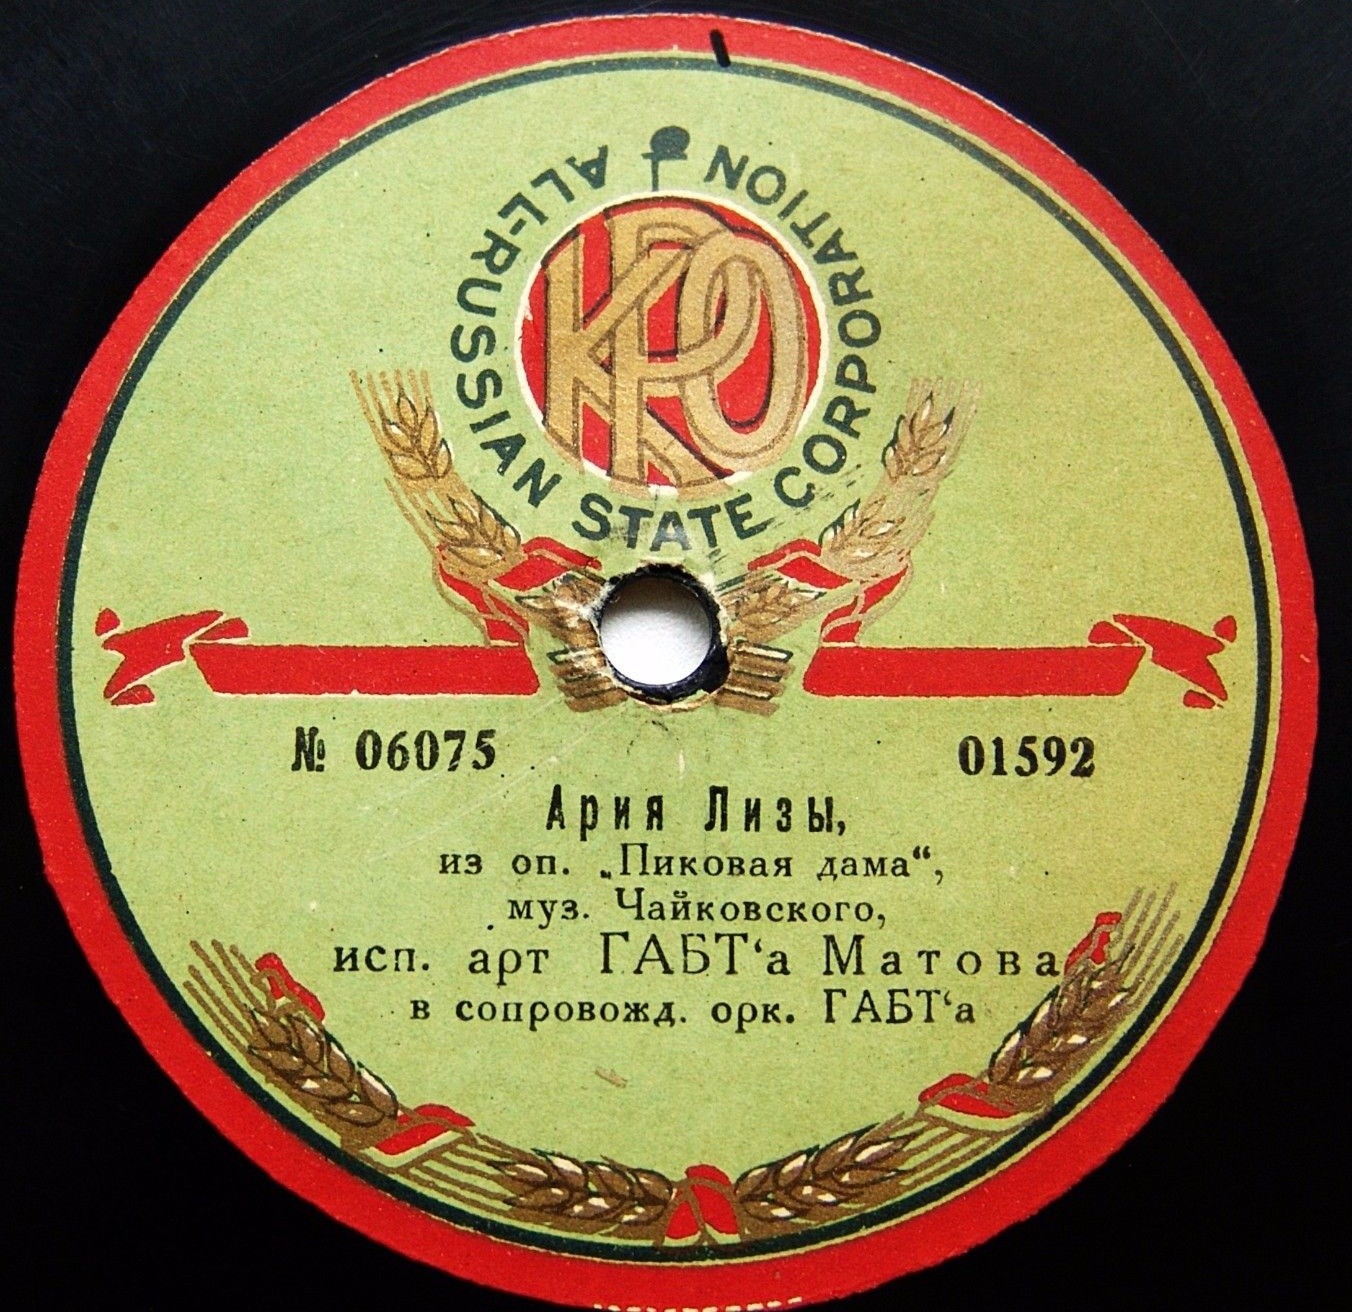 ALL-RUSSIAN STATE CORPORATION
КРО
№ 06075 01592
Ария Лизы,
из оп. „Пиковая дама“,
муз. Чайковского,
исп. арт ГАБТ‘а Матова
в сопровожд. орк. ГАБТ‘а